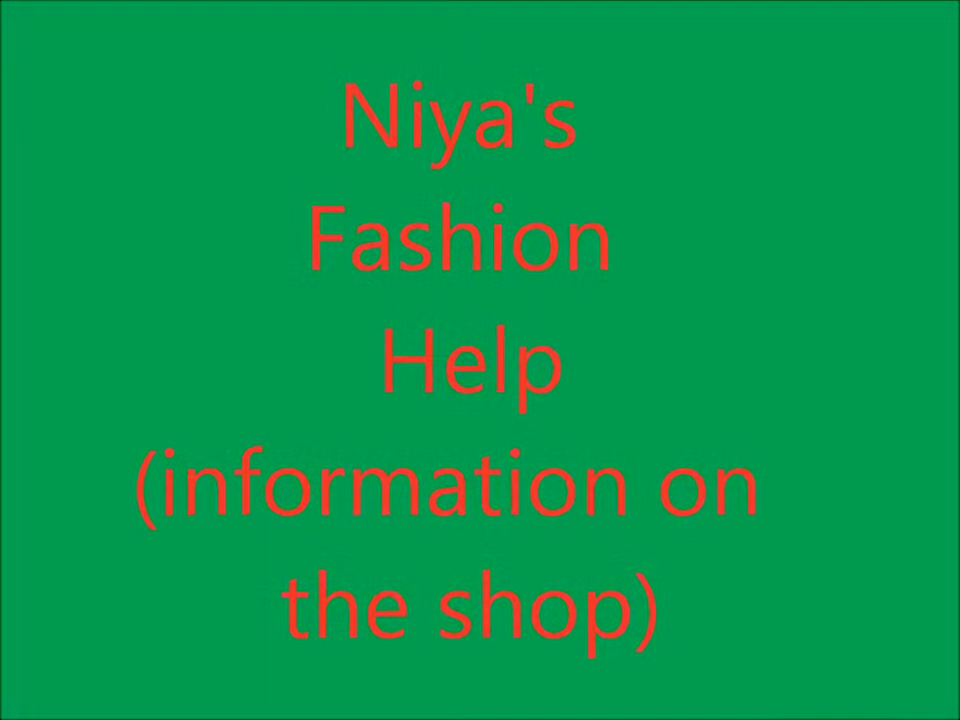 Niya's
Fashion
Help
(information on
the shop)